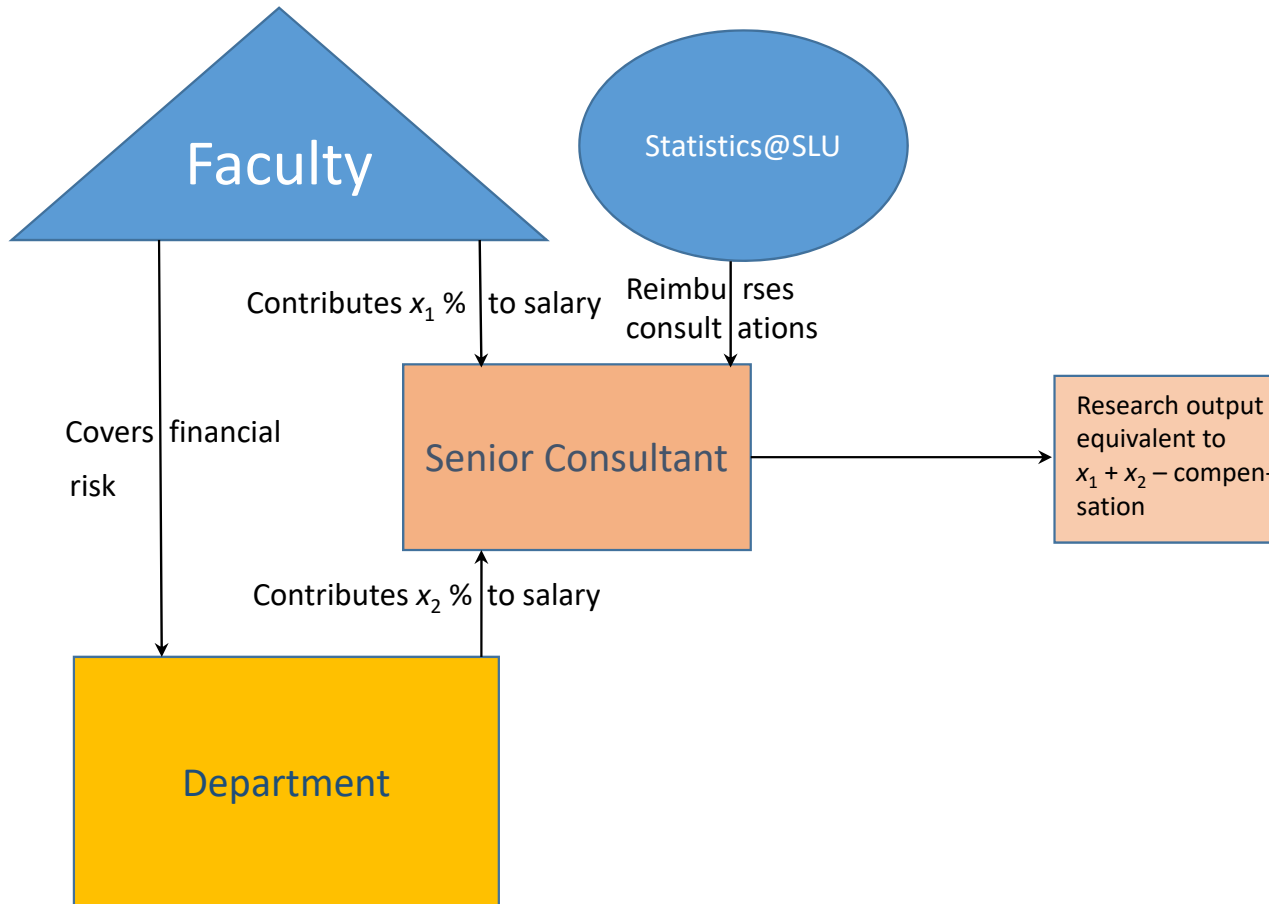 Faculty
Statistics@SLU
Contributes x₁ % to salary
Reimbu rses
consult ations
Covers financial
risk
Senior Consultant
Research output
equivalent to
x₁ + x₂ – compen-
sation
Contributes x₂ % to salary
Department